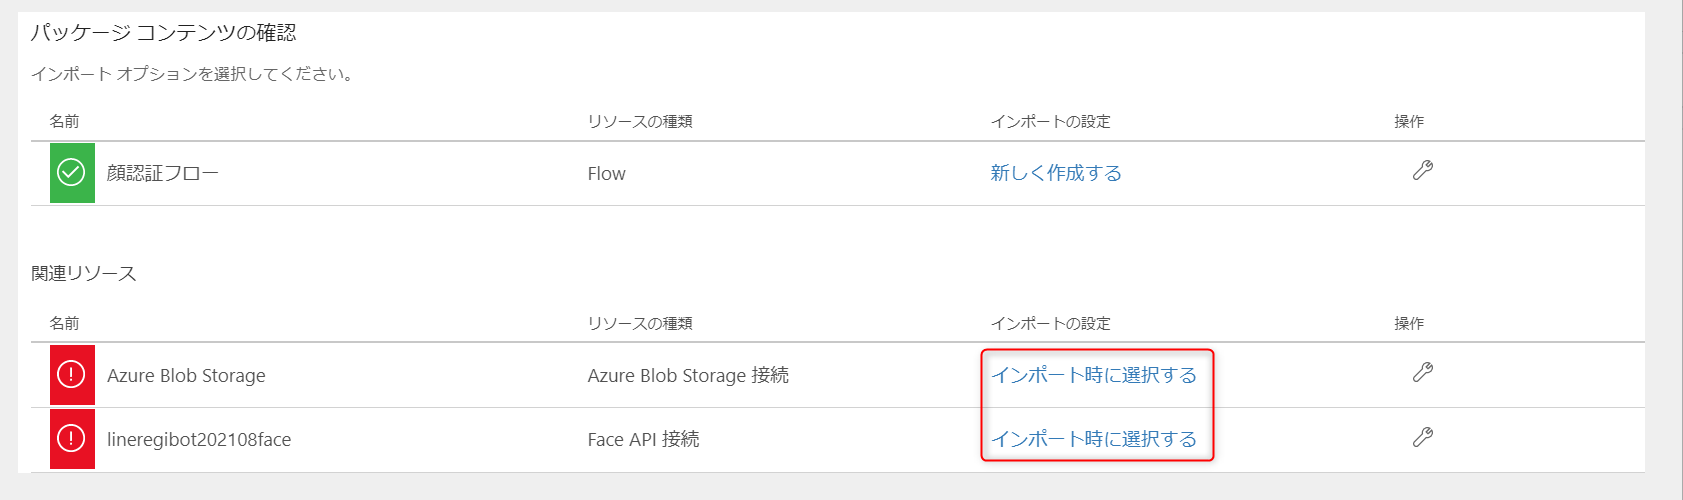 パッケージ コンテンツの確認
インポート オプションを選択してください。
名前 リソースの種類 インポートの設定 操作
顔認証フロー Flow 新しく作成する
関連リソース
名前 リソースの種類 インポートの設定 操作
Azure Blob Storage Azure Blob Storage 接続 インポート時に選択する
lineregibot202108face Face API 接続 インポート時に選択する